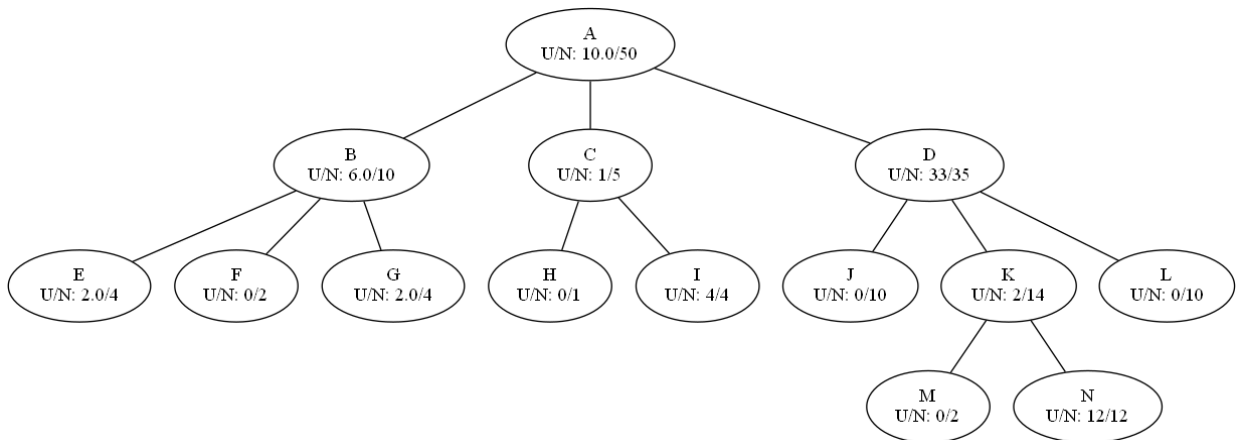 A
U/N: 10.0/50
B
U/N: 6.0/10
C
U/N: 1/5
D
U/N: 33/35
E
U/N: 2.0/4
F
U/N: 0/2
G
U/N: 2.0/4
H
U/N: 0/1
I
U/N: 4/4
J
U/N: 0/10
K
U/N: 2/14
L
U/N: 0/10
M
U/N: 0/2
N
U/N: 12/12